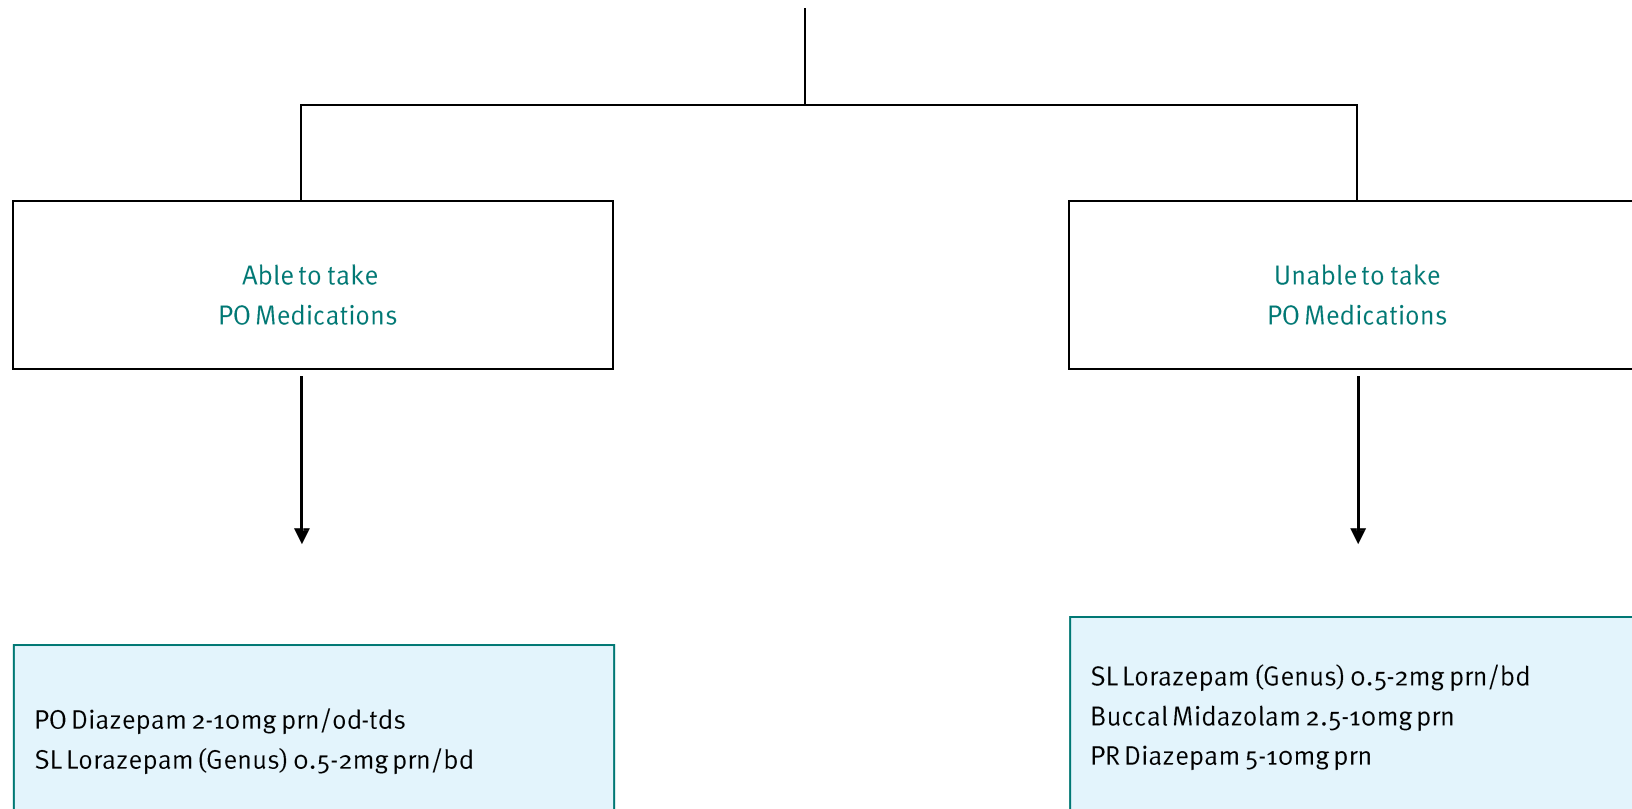 Able to take
PO Medications
Unable to take
PO Medications
PO Diazepam 2-10mg prn/od-tds
SL Lorazepam (Genus) 0.5-2mg prn/bd
SL Lorazepam (Genus) 0.5-2mg prn/bd
Buccal Midazolam 2.5-10mg prn
PR Diazepam 5-10mg prn